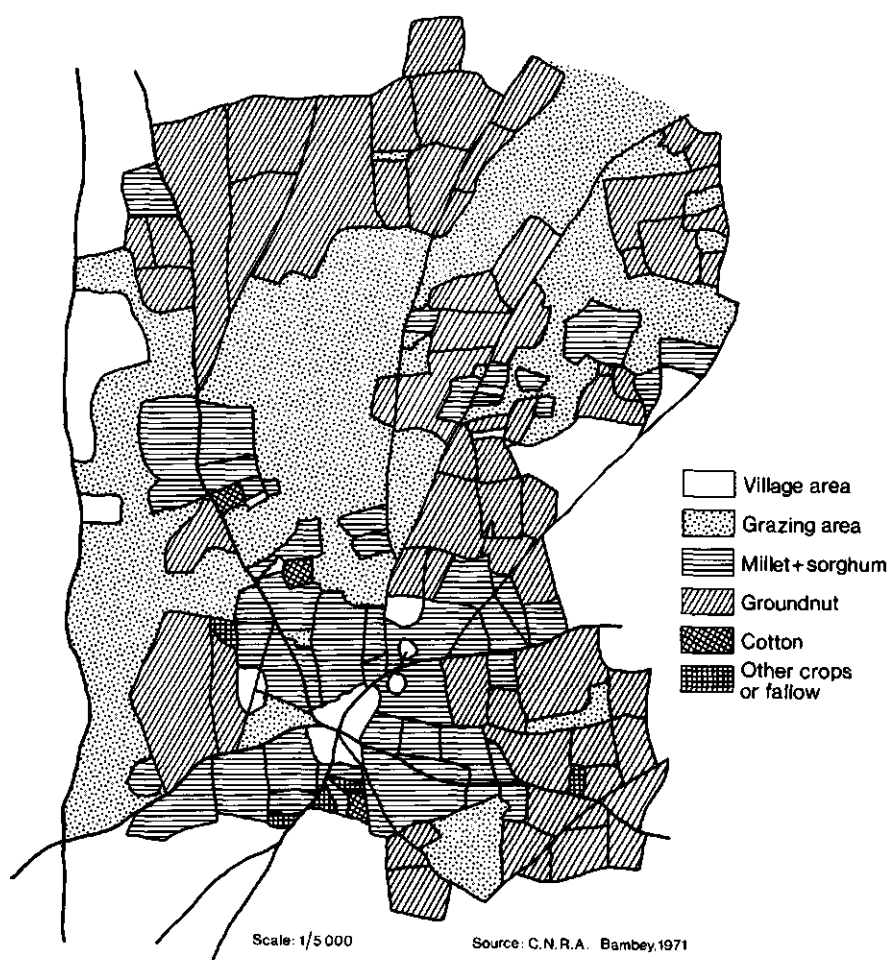 Village area
Grazing area
Millet + sorghum
Groundnut
Cotton
Other crops
or fallow
Scale: 1/5 000
Source: C.N.R.A. Bambey, 1971